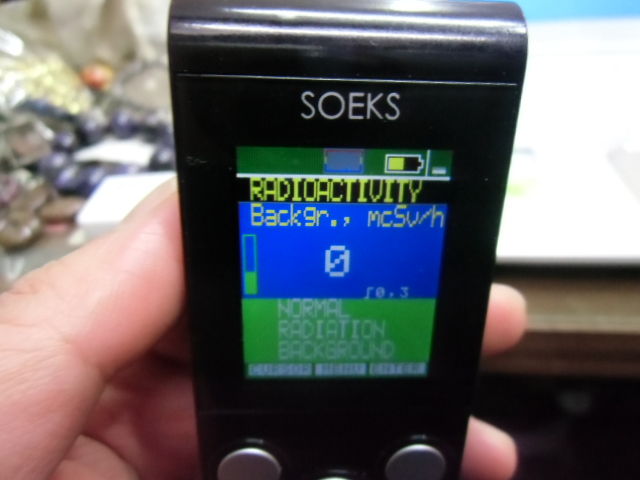 SOEKS
RADIOACTIVITY
Backgr., mcSv/h
0
0,3
NORMAL
RADIATION
BACKGROUND
CURSOR MENU ENTER